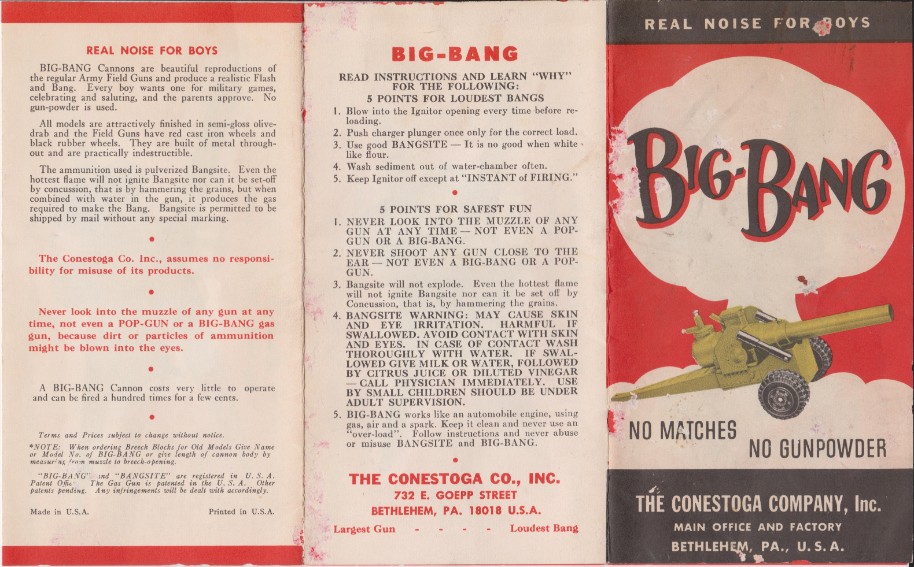 REAL NOISE FOR BOYS
BIG-BANG Cannons are beautiful reproductions of
the regular Army Field Guns and produce a realistic Flash
and Bang. Every boy wants one for military games,
celebrating and saluting, and the parents approve. No
gun-powder is used.
All models are attractively finished in semi-gloss olive-
drab and the Field Guns have red cast iron wheels and
black rubber wheels. They are built of metal through-
out and are practically indestructible.
The ammunition used is pulverized Bangsite. Even the
hottest flame will not ignite Bangsite nor can it be set-off
by concussion, that is by hammering the grains, but when
combined with water in the gun, it produces the gas
required to make the Bang. Bangsite is permitted to be
shipped by mail without any special marking.
The Conestoga Co. Inc., assumes no responsi-
bility for misuse of its products.
Never look into the muzzle of any gun at any
time, not even a POP-GUN or a BIG-BANG gas
gun, because dirt or particles of ammunition
might be blown into the eyes.
A BIG-BANG Cannon costs very little to operate
and can be fired a hundred times for a few cents.
Terms and Prices subject to change without notice.
*NOTE: When ordering Breech Blocks for Old Models Give Name
or Model No. of BIG-BANG or give length of cannon body by
measuring from muzzle to breech-opening.
"BIG-BANG" and "BANGSITE" are registered in U. S. A.
Patent Office. The Gas Gun is patented in the U. S. A. Other
patents pending. Any infringements will be dealt with accordingly.
Made in U.S.A. Printed in U.S.A.
BIG-BANG
READ INSTRUCTIONS AND LEARN "WHY"
FOR THE FOLLOWING:
5 POINTS FOR LOUDEST BANGS
1. Blow into the Ignitor opening every time before re-
loading.
2. Push charger plunger once only for the correct load.
3. Use good BANGSITE — It is no good when white
like flour.
4. Wash sediment out of water-chamber often.
5. Keep Ignitor off except at "INSTANT of FIRING."
5 POINTS FOR SAFEST FUN
1. NEVER LOOK INTO THE MUZZLE OF ANY
GUN AT ANY TIME — NOT EVEN A POP-
GUN OR A BIG-BANG.
2. NEVER SHOOT ANY GUN CLOSE TO THE
EAR — NOT EVEN A BIG-BANG OR A POP-
GUN.
3. Bangsite will not explode. Even the hottest flame
will not ignite Bangsite nor can it be set off by
Concussion, that is, by hammering the grains.
4. BANGSITE WARNING: MAY CAUSE SKIN
AND EYE IRRITATION. HARMFUL IF
SWALLOWED. AVOID CONTACT WITH SKIN
AND EYES. IN CASE OF CONTACT WASH
THOROUGHLY WITH WATER. IF SWAL-
LOWED GIVE MILK OR WATER, FOLLOWED
BY CITRUS JUICE OR DILUTED VINEGAR
— CALL PHYSICIAN IMMEDIATELY. USE
BY SMALL CHILDREN SHOULD BE UNDER
ADULT SUPERVISION.
5. BIG-BANG works like an automobile engine, using
gas, air and a spark. Keep it clean and never use an
"over-load". Follow instructions and never abuse
or misuse BANGSITE and BIG-BANG.
THE CONESTOGA CO., INC.
732 E. GOEPP STREET
BETHLEHEM, PA. 18018 U.S.A.
Largest Gun - - - - Loudest Bang
REAL NOISE FOR BOYS
BIG-BANG
NO MATCHES
NO GUNPOWDER
THE CONESTOGA COMPANY, Inc.
MAIN OFFICE AND FACTORY
BETHLEHEM, PA., U. S. A.